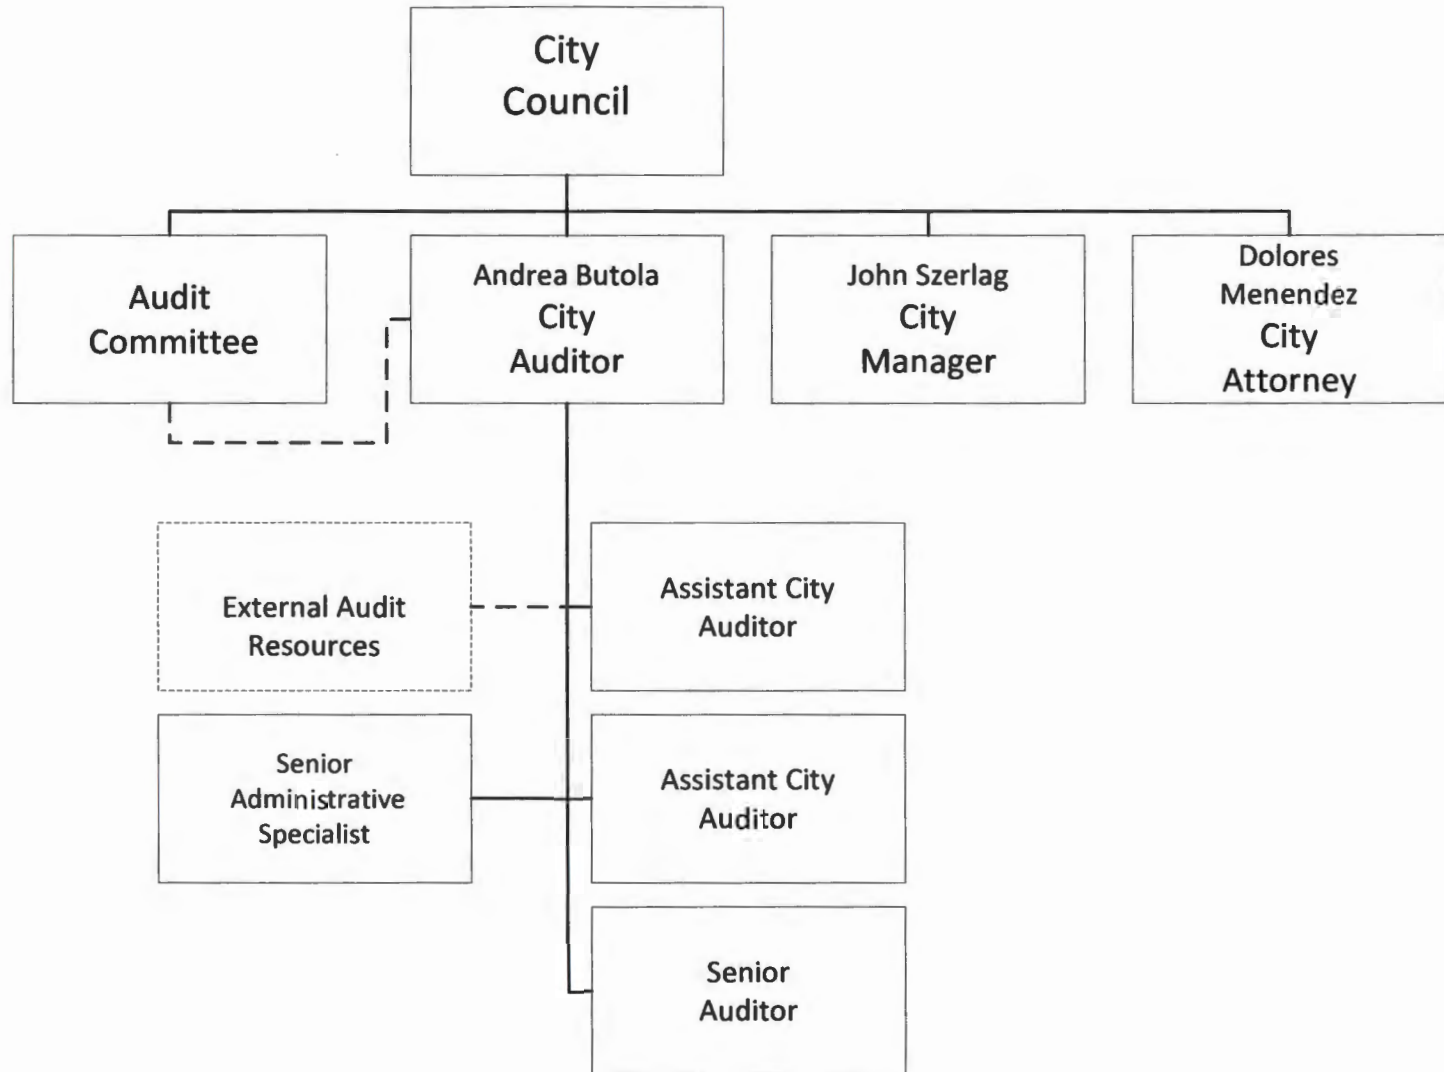 City
Council
Audit
Committee
Andrea Butola
City
Auditor
John Szerlag
City
Manager
Dolores
Menendez
City
Attorney
External Audit
Resources
Assistant City
Auditor
Senior
Administrative
Specialist
Assistant City
Auditor
Senior
Auditor